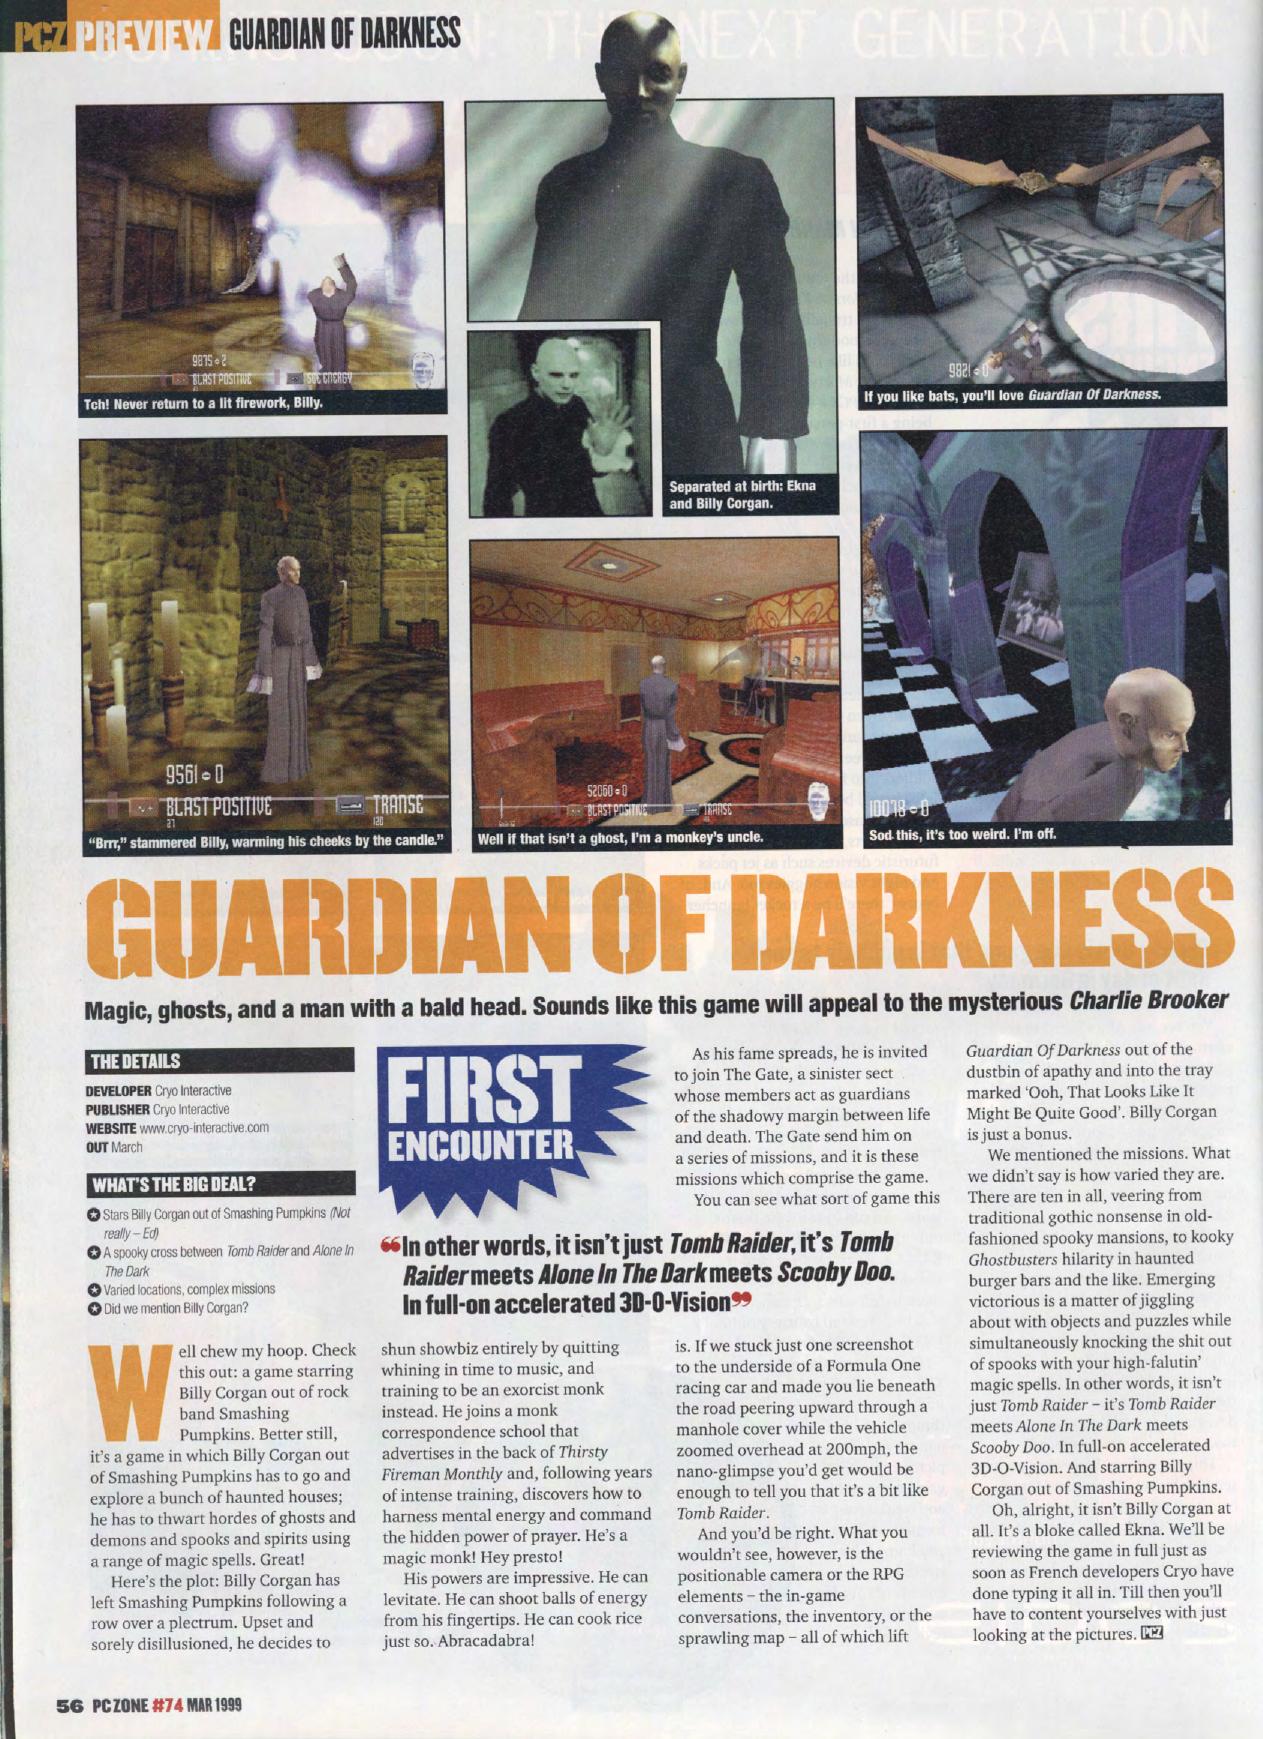 PCZ PREVIEW GUARDIAN OF DARKNESS
9875 2
BLAST POSITIVE
Tch! Never return to a lit firework, Billy.
Separated at birth: Ekna
and Billy Corgan.
9821 0
If you like bats, you'll love Guardian Of Darkness.
9561 0
BLAST POSITIVE TRANSE
21 120
"Brrr," stammered Billy, warming his cheeks by the candle."
52060 0
BLAST POSITIVE TRANSE
Well if that isn't a ghost, I'm a monkey's uncle.
10078 0
Sod this, it's too weird. I'm off.
GUARDIAN OF DARKNESS
Magic, ghosts, and a man with a bald head. Sounds like this game will appeal to the mysterious Charlie Brooker
THE DETAILS
DEVELOPER Cryo Interactive
PUBLISHER Cryo Interactive
WEBSITE www.cryo-interactive.com
OUT March
WHAT'S THE BIG DEAL?
Stars Billy Corgan out of Smashing Pumpkins (Not
really – Ed)
A spooky cross between Tomb Raider and Alone In
The Dark
Varied locations, complex missions
Did we mention Billy Corgan?
FIRST
ENCOUNTER
"In other words, it isn't just Tomb Raider, it's Tomb
Raider meets Alone In The Dark meets Scooby Doo.
In full-on accelerated 3D-O-Vision"
Well chew my hoop. Check
this out: a game starring
Billy Corgan out of rock
band Smashing
Pumpkins. Better still,
it's a game in which Billy Corgan out
of Smashing Pumpkins has to go and
explore a bunch of haunted houses;
he has to thwart hordes of ghosts and
demons and spooks and spirits using
a range of magic spells. Great!
Here's the plot: Billy Corgan has
left Smashing Pumpkins following a
row over a plectrum. Upset and
sorely disillusioned, he decides to
shun showbiz entirely by quitting
whining in time to music, and
training to be an exorcist monk
instead. He joins a monk
correspondence school that
advertises in the back of Thirsty
Fireman Monthly and, following years
of intense training, discovers how to
harness mental energy and command
the hidden power of prayer. He's a
magic monk! Hey presto!
His powers are impressive. He can
levitate. He can shoot balls of energy
from his fingertips. He can cook rice
just so. Abracadabra!
As his fame spreads, he is invited
to join The Gate, a sinister sect
whose members act as guardians
of the shadowy margin between life
and death. The Gate send him on
a series of missions, and it is these
missions which comprise the game.
You can see what sort of game this
is. If we stuck just one screenshot
to the underside of a Formula One
racing car and made you lie beneath
the road peering upward through a
manhole cover while the vehicle
zoomed overhead at 200mph, the
nano-glimpse you'd get would be
enough to tell you that it's a bit like
Tomb Raider.
And you'd be right. What you
wouldn't see, however, is the
positionable camera or the RPG
elements – the in-game
conversations, the inventory, or the
sprawling map – all of which lift
Guardian Of Darkness out of the
dustbin of apathy and into the tray
marked 'Ooh, That Looks Like It
Might Be Quite Good'. Billy Corgan
is just a bonus.
We mentioned the missions. What
we didn't say is how varied they are.
There are ten in all, veering from
traditional gothic nonsense in old-
fashioned spooky mansions, to kooky
Ghostbusters hilarity in haunted
burger bars and the like. Emerging
victorious is a matter of jiggling
about with objects and puzzles while
simultaneously knocking the shit out
of spooks with your high-falutin'
magic spells. In other words, it isn't
just Tomb Raider – it's Tomb Raider
meets Alone In The Dark meets
Scooby Doo. In full-on accelerated
3D-O-Vision. And starring Billy
Corgan out of Smashing Pumpkins.
Oh, alright, it isn't Billy Corgan at
all. It's a bloke called Ekna. We'll be
reviewing the game in full just as
soon as French developers Cryo have
done typing it all in. Till then you'll
have to content yourselves with just
looking at the pictures. PCZ
56 PC ZONE #74 MAR 1999